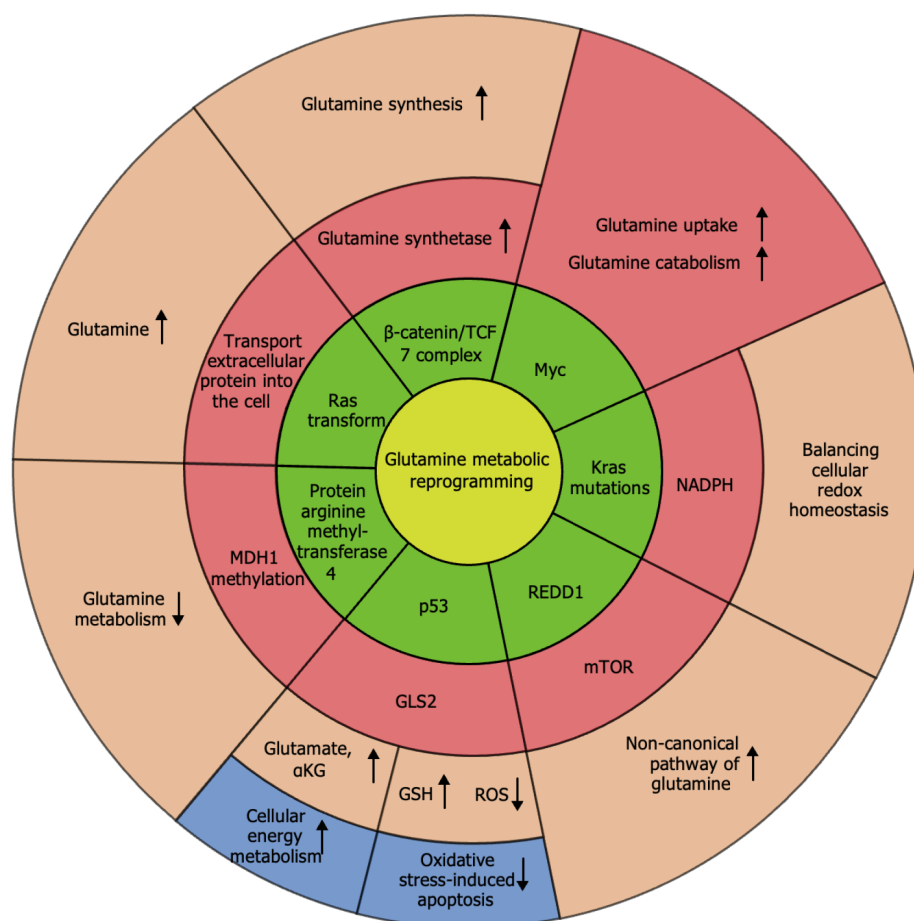 Glutamine synthesis ↑
Glutamine synthetase ↑
β-catenin/TCF
7 complex
Glutamine uptake ↑
Glutamine catabolism ↑
Myc
Glutamine ↑
Transport
extracellular
protein into
the cell
Ras
transform
Glutamine metabolic
reprogramming
Kras
mutations
NADPH
Balancing
cellular
redox
homeostasis
Protein
arginine
methyl-
transferase
4
MDH1
methylation
Glutamine
metabolism ↓
p53
REDD1
GLS2
mTOR
Non-canonical
pathway of
glutamine ↑
Glutamate,
αKG ↑
GSH ↑
ROS ↓
Cellular
energy
metabolism ↑
Oxidative
stress-induced
apoptosis ↓